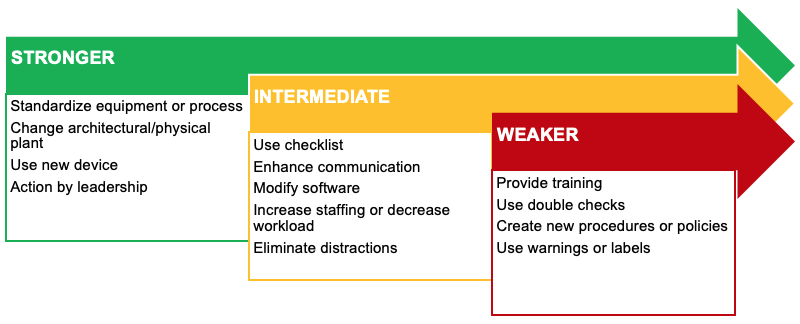 STRONGER
Standardize equipment or process
Change architectural/physical
plant
Use new device
Action by leadership
INTERMEDIATE
Use checklist
Enhance communication
Modify software
Increase staffing or decrease
workload
Eliminate distractions
WEAKER
Provide training
Use double checks
Create new procedures or policies
Use warnings or labels